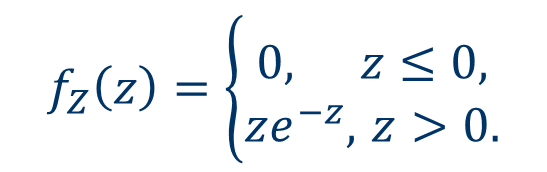 f_Z(z) = { 0, z ≤ 0,
ze^{-z}, z > 0.